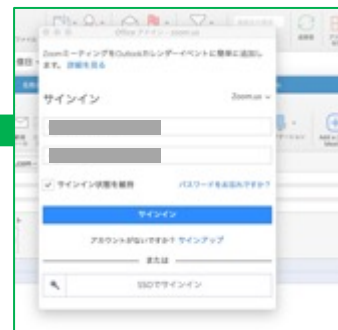 Office アドイン - zoom.us
ZoomミーティングをOutlookカレンダーイベントに簡単に追加し
ます。 詳細を見る
サインイン Zoom.us
サインイン状態を維持 パスワードをお忘れですか?
サインイン
アカウントがないですか? サインアップ
または
SSOでサインイン